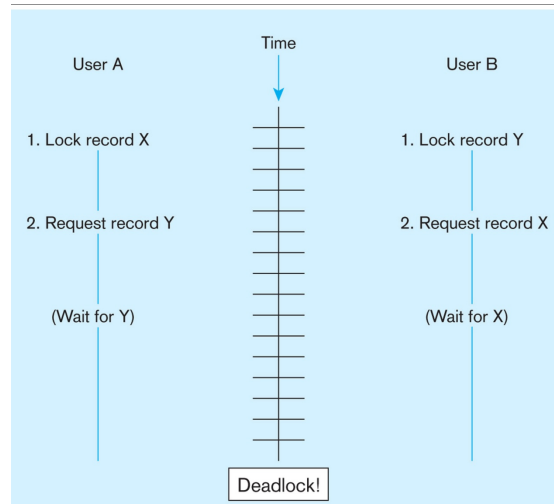 Time
User A
User B
1. Lock record X
1. Lock record Y
2. Request record Y
2. Request record X
(Wait for Y)
(Wait for X)
Deadlock!